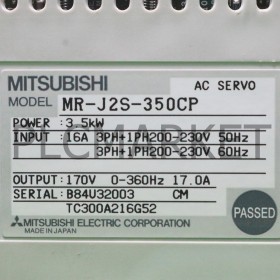 MITSUBISHI AC SERVO
MODEL MR-J2S-350CP
POWER : 3.5kW
INPUT : 16A 3PH+1PH200-230V 50Hz
3PH+1PH200-230V 60Hz
OUTPUT: 170V 0-360Hz 17.0A
SERIAL: B84U32003 CM
TC300A216G52
PASSED
MITSUBISHI ELECTRIC CORPORATION
MADE IN JAPAN
PLCMARKET